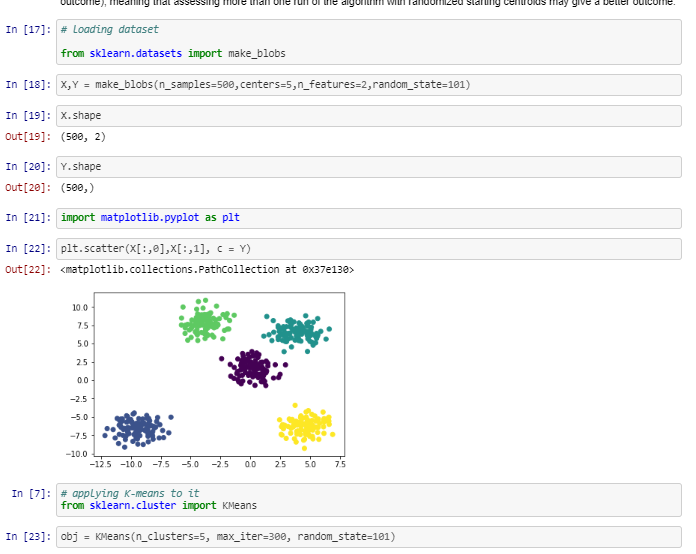 outcome), meaning that assessing more than one run of the algorithm with randomized starting centroids may give a better outcome.
In [17]: # Loading dataset
from sklearn.datasets import make_blobs
In [18]: X,Y = make_blobs(n_samples=500,centers=5,n_features=2,random_state=101)
In [19]: X.shape
Out[19]: (500, 2)
In [20]: Y.shape
Out[20]: (500,)
In [21]: import matplotlib.pyplot as plt
In [22]: plt.scatter(X[:,0],X[:,1], c = Y)
Out[22]: <matplotlib.collections.PathCollection at 0x37e130>
10.0
7.5
5.0
2.5
0.0
−2.5
−5.0
−7.5
−10.0
−12.5 −10.0 −7.5 −5.0 −2.5 0.0 2.5 5.0 7.5
In [7]: # applying K-means to it
from sklearn.cluster import KMeans
In [23]: obj = KMeans(n_clusters=5, max_iter=300, random_state=101)